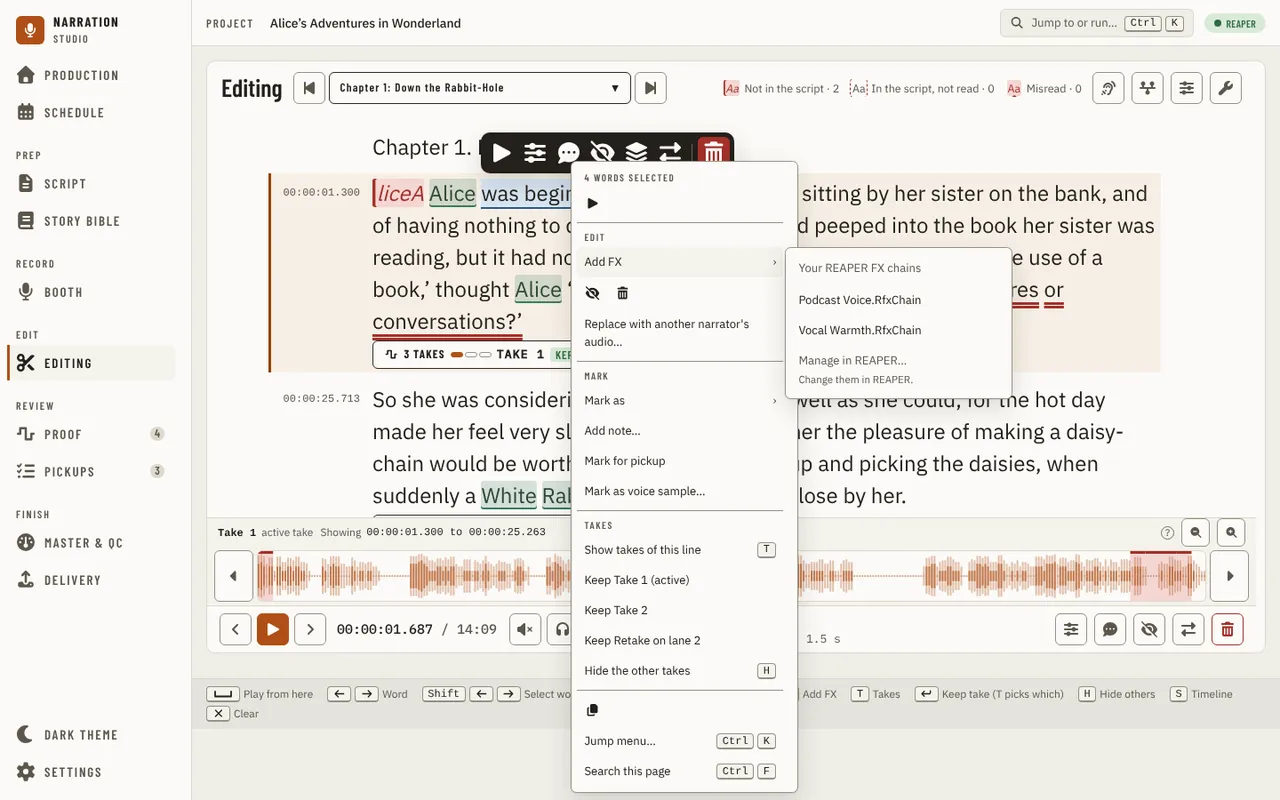 NARRATION
STUDIO
PROJECT Alice's Adventures in Wonderland
Jump to or run... Ctrl K
REAPER
PRODUCTION
SCHEDULE
PREP
SCRIPT
STORY BIBLE
RECORD
BOOTH
EDIT
EDITING
REVIEW
PROOF 4
PICKUPS 3
FINISH
MASTER & QC
DELIVERY
DARK THEME
SETTINGS
Editing
Chapter 1: Down the Rabbit-Hole
Aa Not in the script · 2 Aa In the script, not read · 0 Aa Misread · 0
Chapter 1.
00:00:01.300 liceA Alice was begin sitting by her sister on the bank, and
of having nothing to d peeped into the book her sister was
reading, but it had no e use of a
book,’ thought Alice ‘ res or
conversations?’
3 TAKES TAKE 1
00:00:25.713 So she was consideri well as she could, for the hot day
made her feel very sl her the pleasure of making a daisy-
chain would be worth up and picking the daisies, when
suddenly a White Rab lose by her.
4 WORDS SELECTED
EDIT
Add FX ›
Replace with another narrator's
audio...
MARK
Mark as ›
Add note...
Mark for pickup
Mark as voice sample...
TAKES
Show takes of this line T
Keep Take 1 (active)
Keep Take 2
Keep Retake on lane 2
Hide the other takes H
Jump menu... Ctrl K
Search this page Ctrl F
Your REAPER FX chains
Podcast Voice.RfxChain
Vocal Warmth.RfxChain
Manage in REAPER...
Change them in REAPER.
Take 1 active take Showing 00:00:01.300 to 00:00:25.263
?
00:00:01.687 / 14:09
1.5 s
Play from here Word Shift Select wo Add FX T Takes Keep take (T picks which) H Hide others S Timeline
Clear